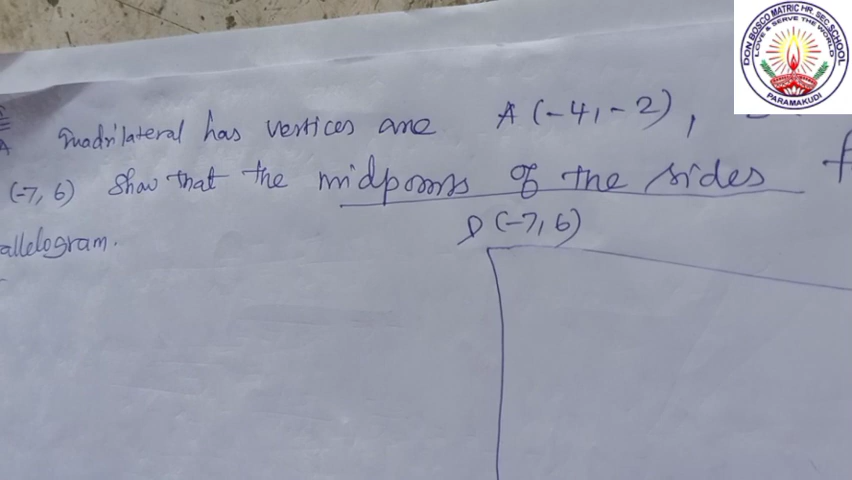 DON BOSCO MATRIC HR. SEC. SCHOOL
LOVE & SERVE THE WORLD
PARAMAKUDI
A quadrilateral has vertices are A (-4, -2),
(-7, 6) Show that the midpoints of the sides
allelogram.
D (-7, 6)